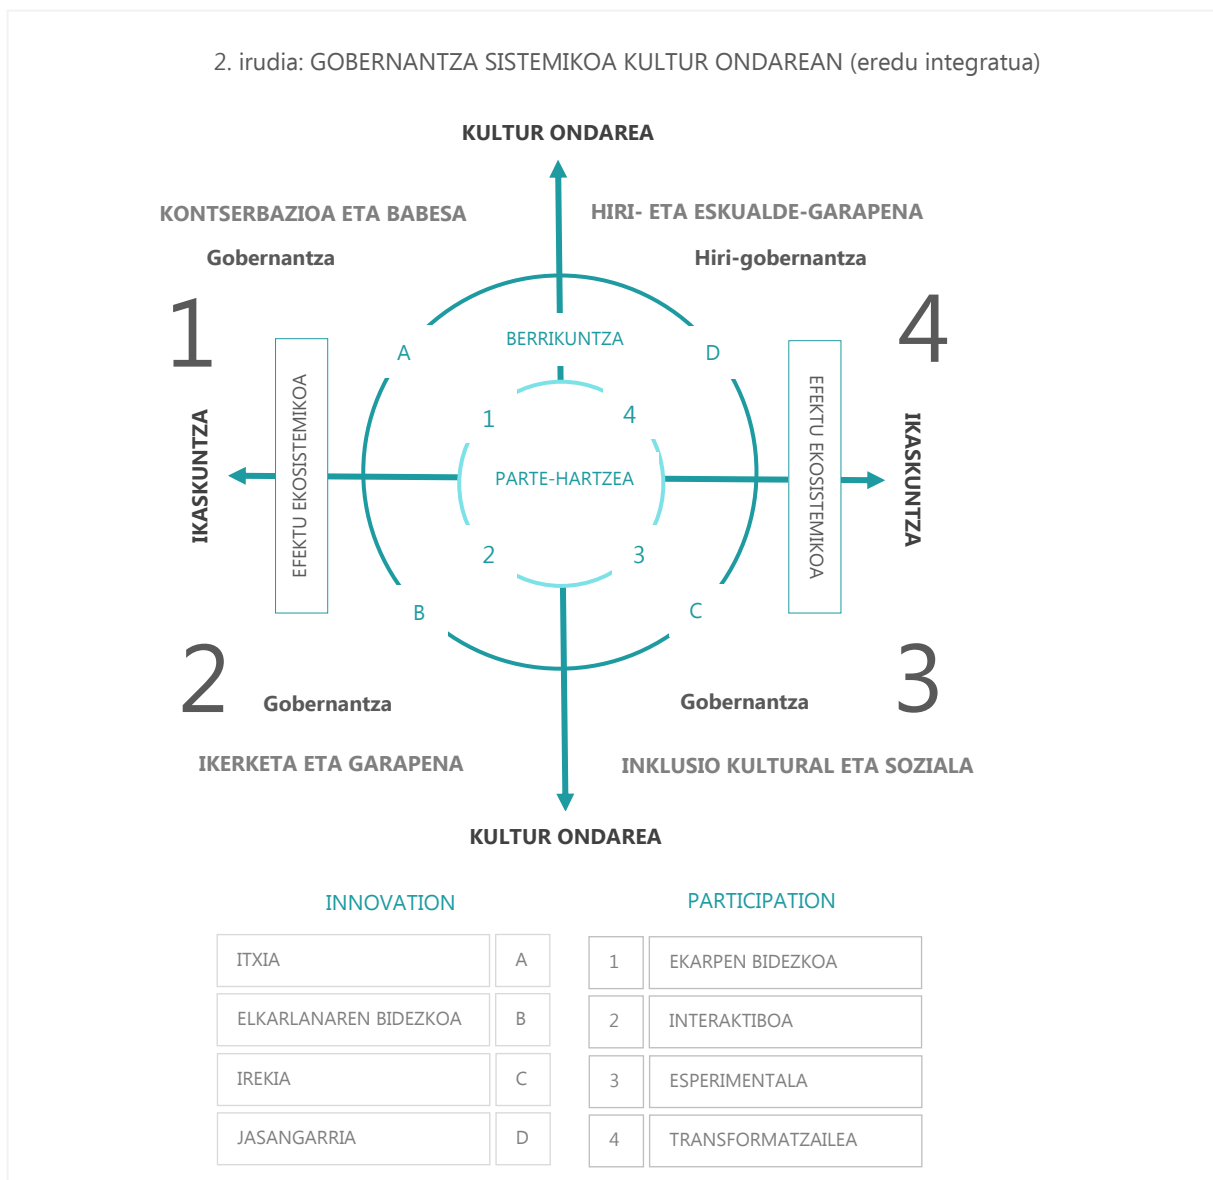 2. irudia: GOBERNANTZA SISTEMIKOA KULTUR ONDAREAN (eredu integratua)
KULTUR ONDAREA
KONTSERBAZIOA ETA BABESA
HIRI- ETA ESKUALDE-GARAPENA
Gobernantza
Hiri-gobernantza
1
4
BERRIKUNTZA
A
D
1
4
IKASKUNTZA
EFEKTU EKOSISTEMIKOA
PARTE-HARTZEA
EFEKTU EKOSISTEMIKOA
IKASKUNTZA
2
3
B
C
2
3
Gobernantza
Gobernantza
IKERKETA ETA GARAPENA
INKLUSIO KULTURAL ETA SOZIALA
KULTUR ONDAREA
INNOVATION
PARTICIPATION
ITXIA A
1 EKARPEN BIDEZKOA
ELKARLANAREN BIDEZKOA B
2 INTERAKTIBOA
IREKIA C
3 ESPERIMENTALA
JASANGARRIA D
4 TRANSFORMATZAILEA